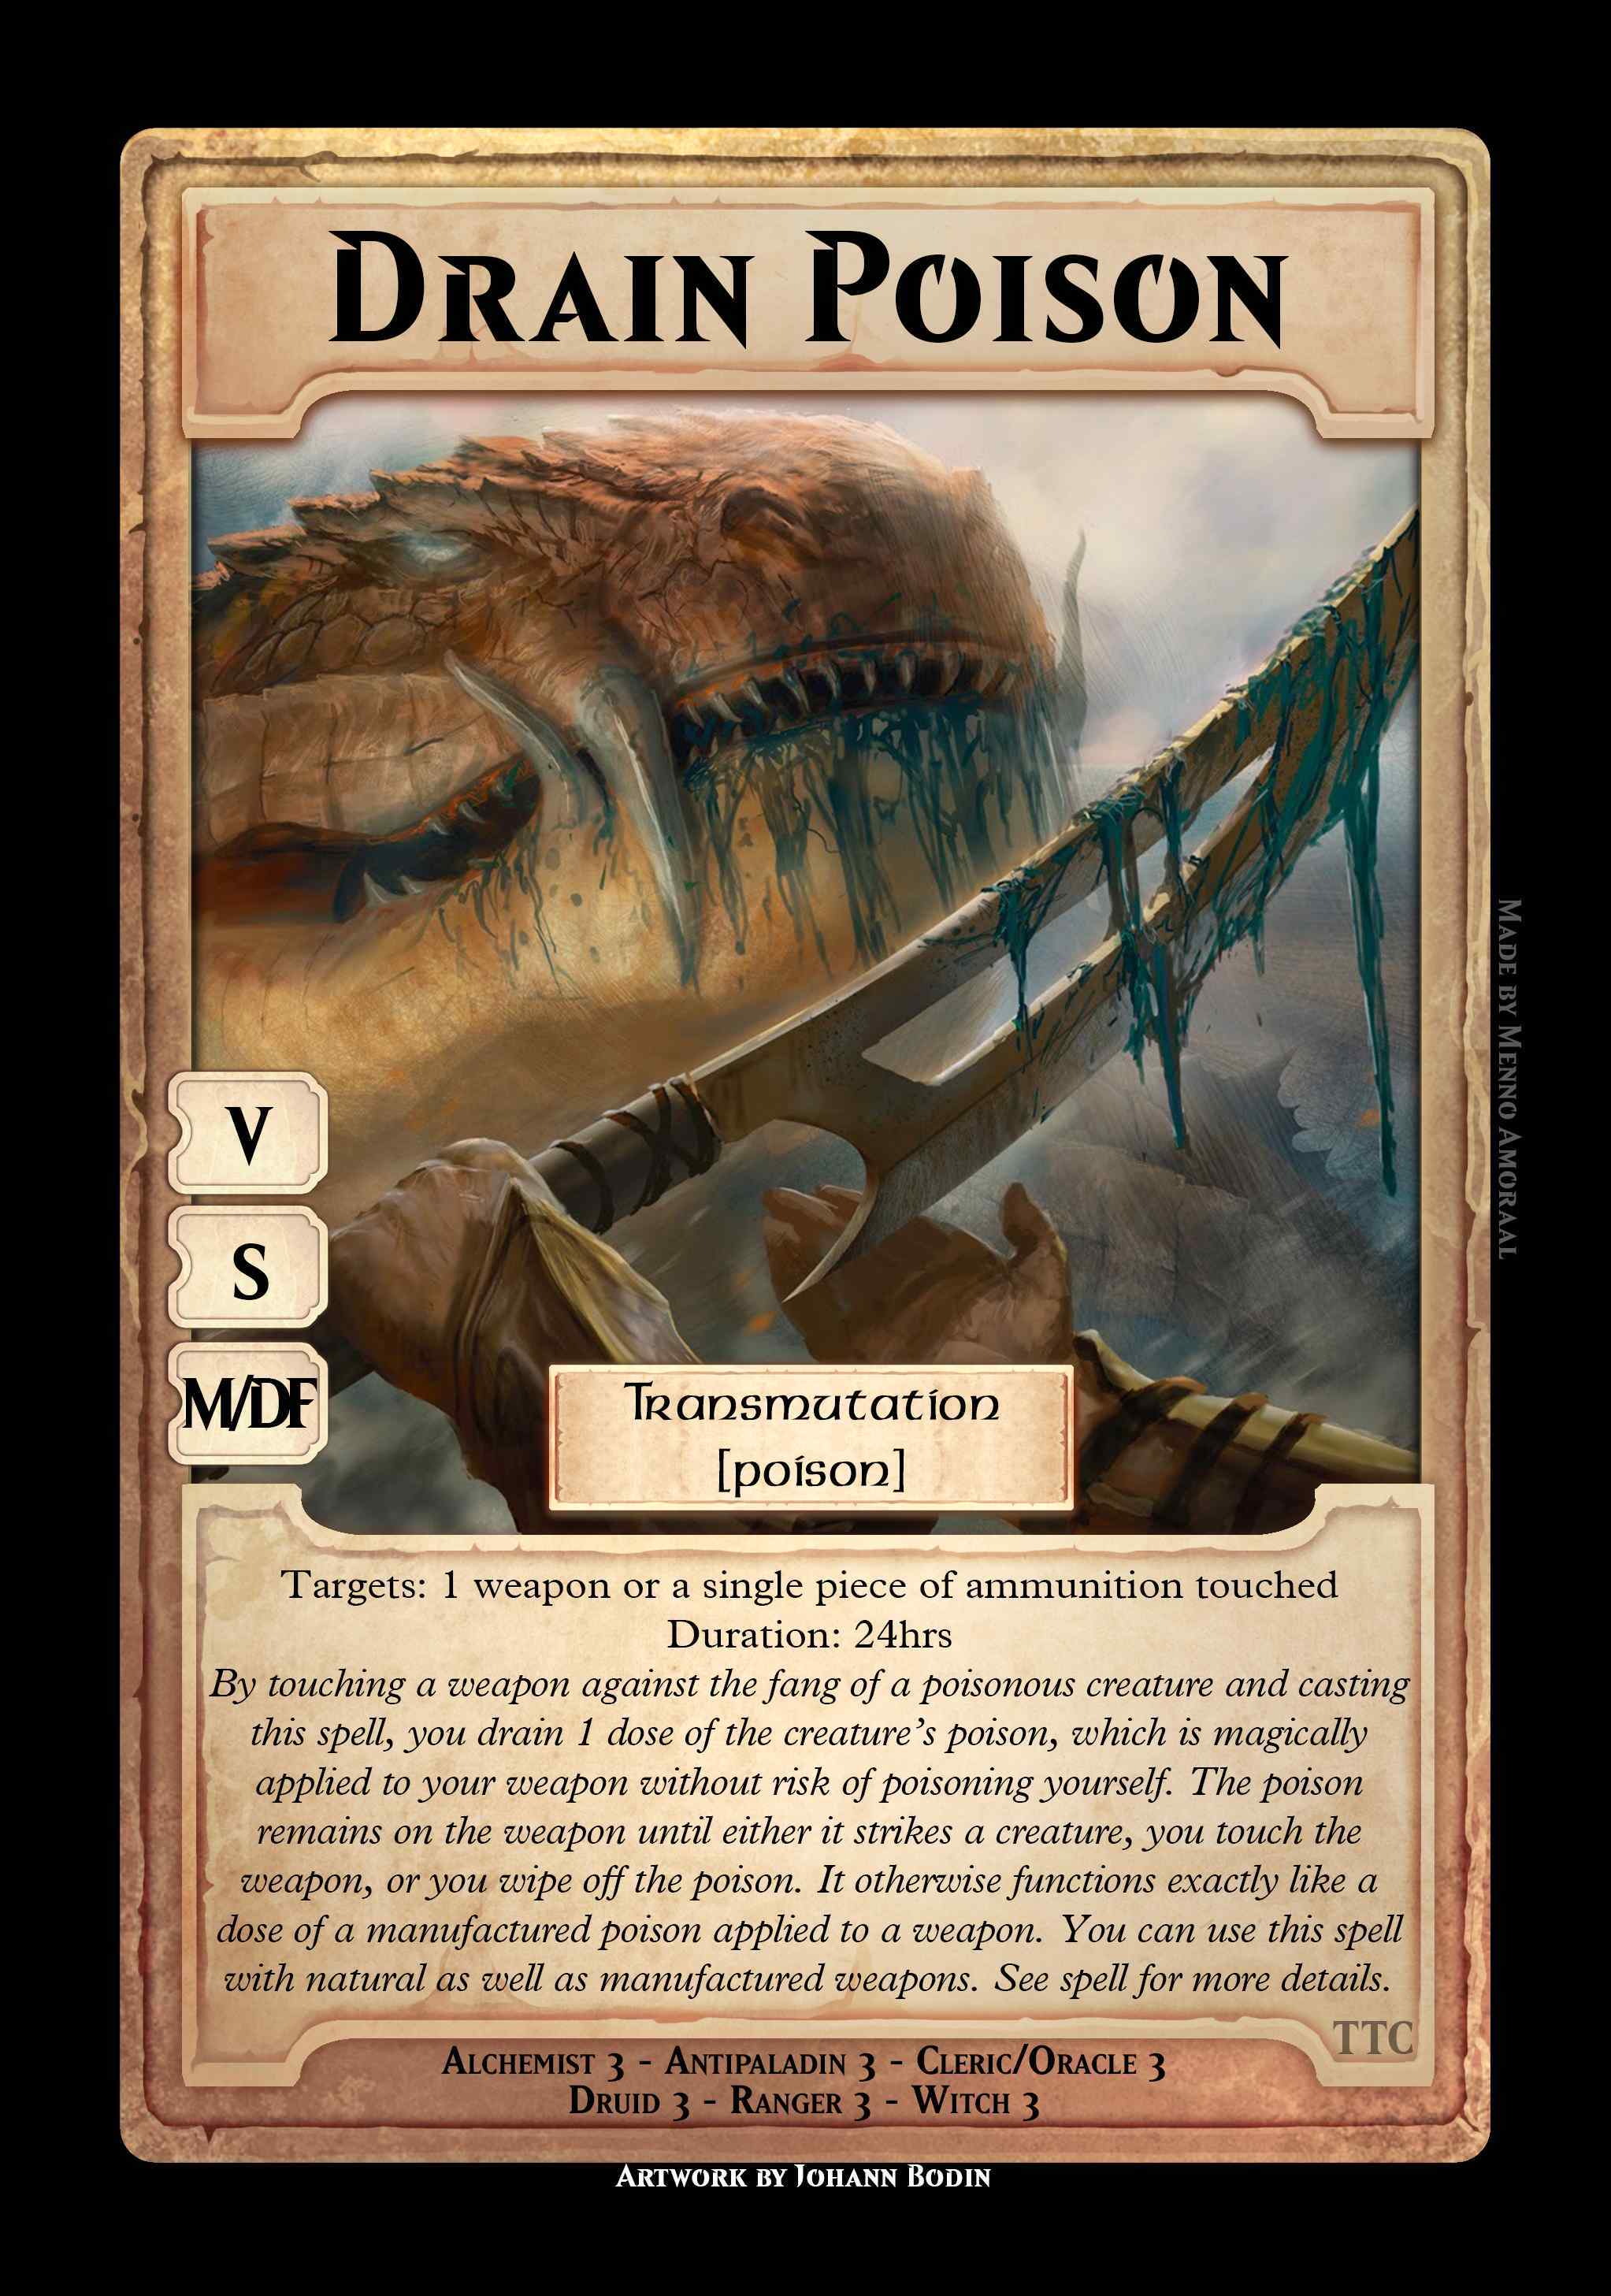 Drain Poison
V
S
M/DF
Transmutation
[poison]
Targets: 1 weapon or a single piece of ammunition touched
Duration: 24hrs
By touching a weapon against the fang of a poisonous creature and casting
this spell, you drain 1 dose of the creature’s poison, which is magically
applied to your weapon without risk of poisoning yourself. The poison
remains on the weapon until either it strikes a creature, you touch the
weapon, or you wipe off the poison. It otherwise functions exactly like a
dose of a manufactured poison applied to a weapon. You can use this spell
with natural as well as manufactured weapons. See spell for more details.
TTC
Alchemist 3 - Antipaladin 3 - Cleric/Oracle 3
Druid 3 - Ranger 3 - Witch 3
Artwork by Johann Bodin
Made by Menno Amoraal